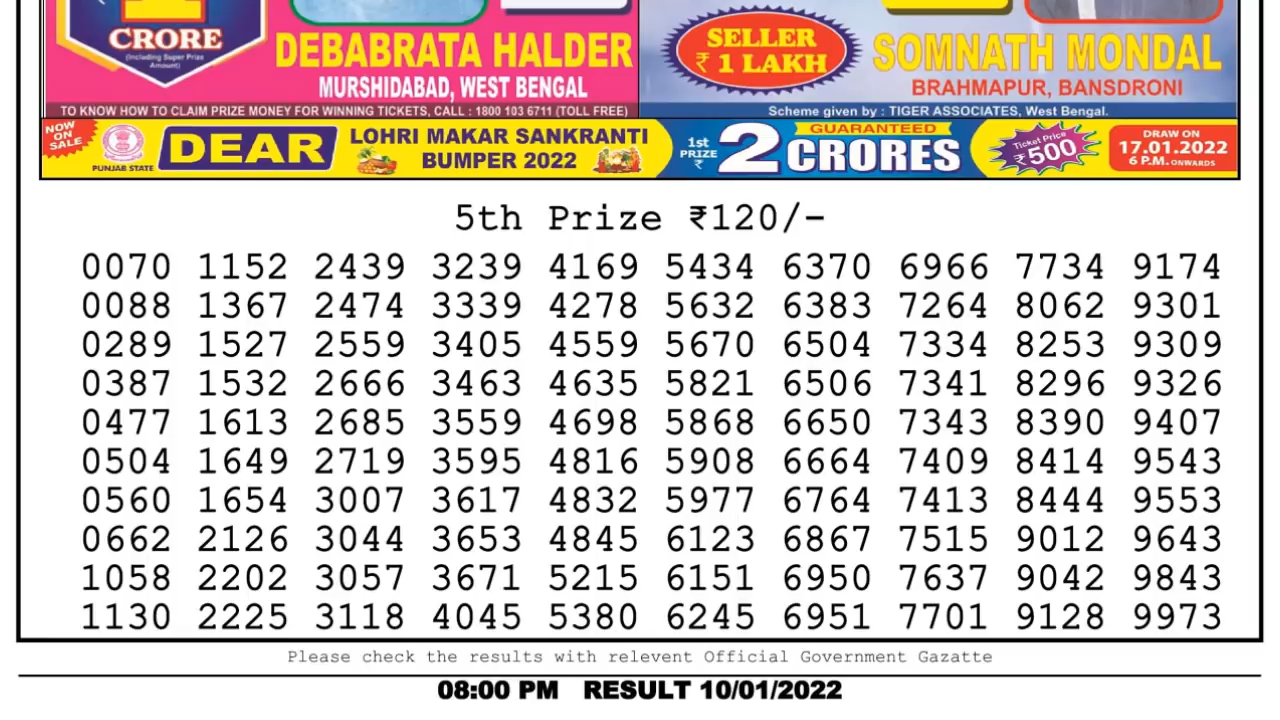 1
CRORE
(Including Super Prize
Amount)
DEBABRATA HALDER
MURSHIDABAD, WEST BENGAL
SELLER
₹ 1 LAKH
SOMNATH MONDAL
BRAHMAPUR, BANSDRONI
TO KNOW HOW TO CLAIM PRIZE MONEY FOR WINNING TICKETS, CALL : 1800 103 6711 (TOLL FREE)
Scheme given by : TIGER ASSOCIATES, West Bengal.
NOW
ON
SALE
PUNJAB STATE
DEAR
LOHRI MAKAR SANKRANTI
BUMPER 2022
1st
PRIZE
₹
2
GUARANTEED
CRORES
Ticket Price
₹500
DRAW ON
17.01.2022
6 P.M. ONWARDS
5th Prize ₹120/-
0070 1152 2439 3239 4169 5434 6370 6966 7734 9174
0088 1367 2474 3339 4278 5632 6383 7264 8062 9301
0289 1527 2559 3405 4559 5670 6504 7334 8253 9309
0387 1532 2666 3463 4635 5821 6506 7341 8296 9326
0477 1613 2685 3559 4698 5868 6650 7343 8390 9407
0504 1649 2719 3595 4816 5908 6664 7409 8414 9543
0560 1654 3007 3617 4832 5977 6764 7413 8444 9553
0662 2126 3044 3653 4845 6123 6867 7515 9012 9643
1058 2202 3057 3671 5215 6151 6950 7637 9042 9843
1130 2225 3118 4045 5380 6245 6951 7701 9128 9973
Please check the results with relevent Official Government Gazatte
08:00 PM RESULT 10/01/2022